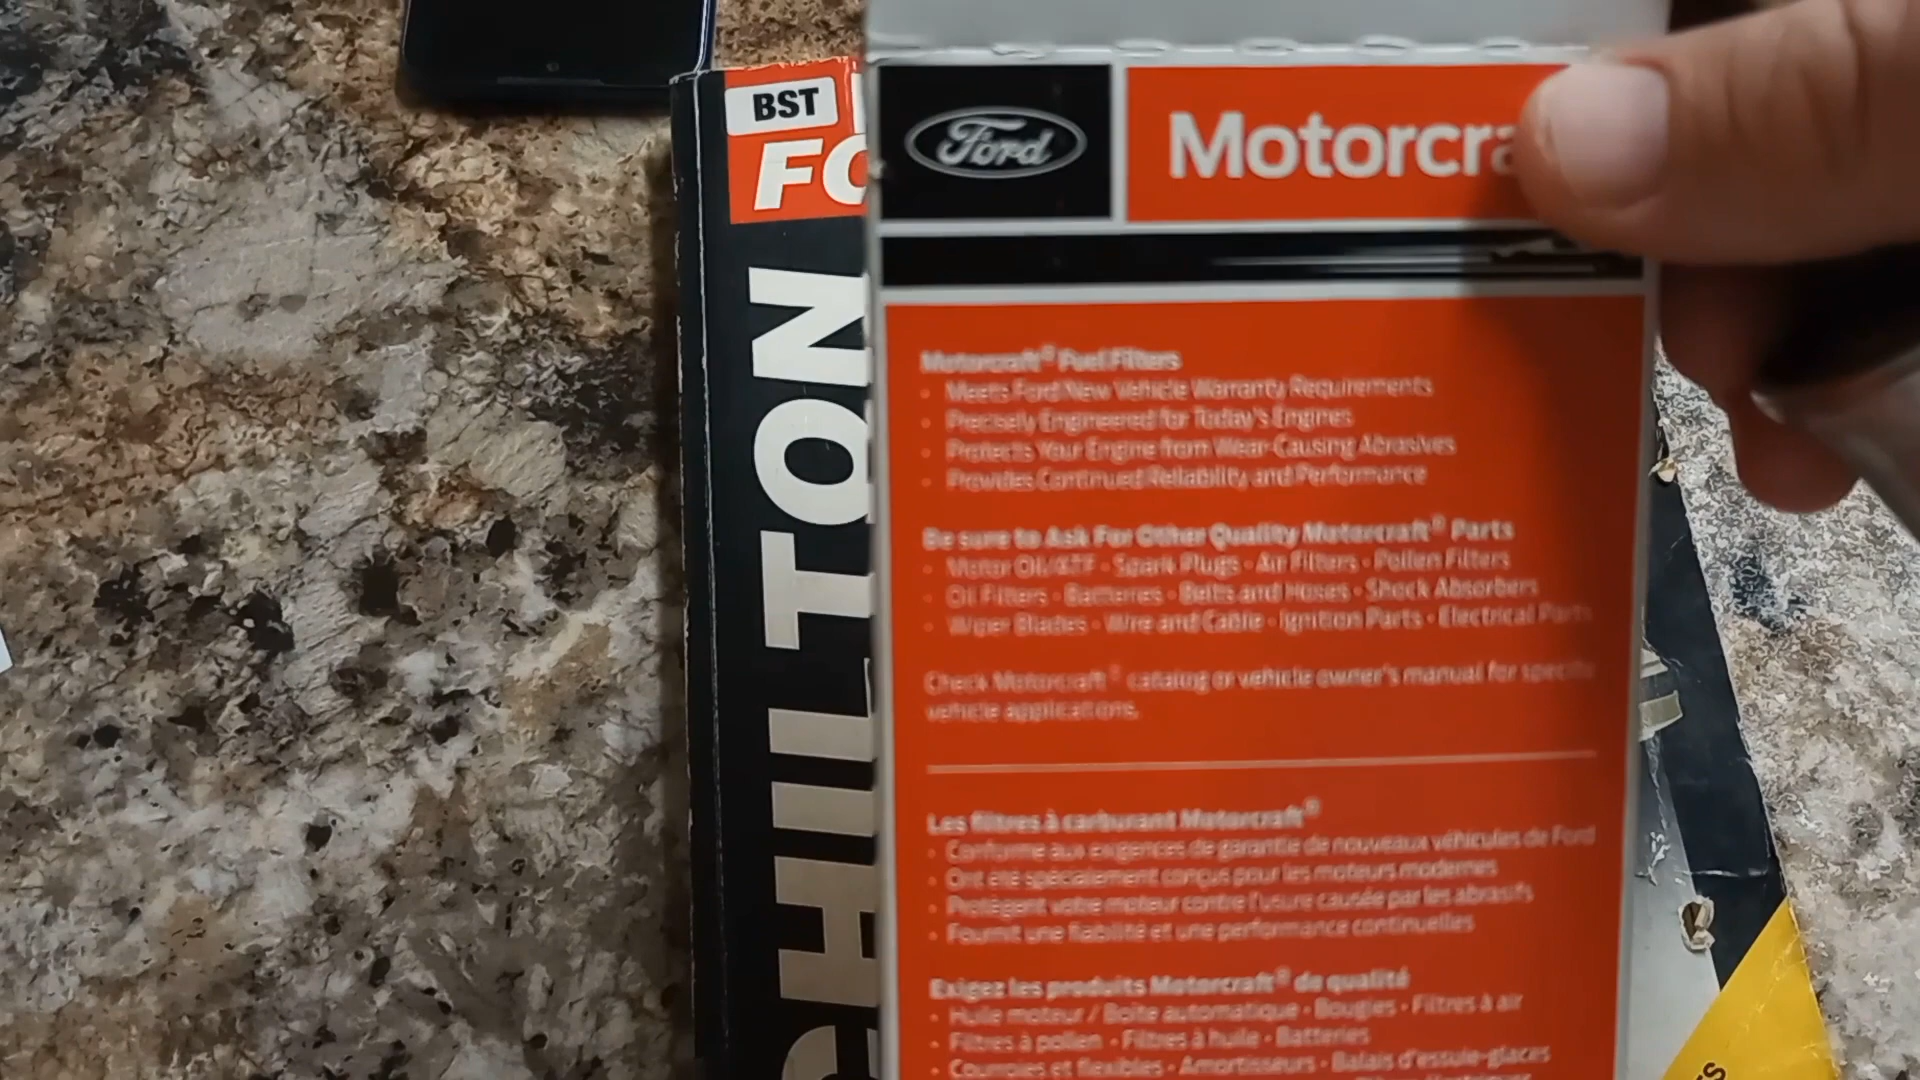 BST
FO
CHILTON
Ford
Motorcra
Motorcraft® Fuel Filters
· Meets Ford New Vehicle Warranty Requirements
· Precisely Engineered for Today's Engines
· Protects Your Engine from Wear-Causing Abrasives
· Provides Continued Reliability and Performance
Be sure to Ask For Other Quality Motorcraft® Parts
· Motor Oil/ATF · Spark Plugs · Air Filters · Pollen Filters
· Oil Filters · Batteries · Belts and Hoses · Shock Absorbers
· Wiper Blades · Wire and Cable · Ignition Parts · Electrical Parts
Check Motorcraft® catalog or vehicle owner's manual for specific
vehicle applications.
Les filtres à carburant Motorcraft®
· Conforme aux exigences de garantie de nouveaux véhicules de Ford
· Ont été spécialement conçus pour les moteurs modernes
· Protègent votre moteur contre l'usure causée par les abrasifs
· Fournit une fiabilité et une performance continuelles
Exigez les produits Motorcraft® de qualité
· Huile moteur / Boîte automatique · Bougies · Filtres à air
· Filtres à pollen · Filtres à huile · Batteries
· Courroies et flexibles · Amortisseurs · Balais d'essuie-glaces